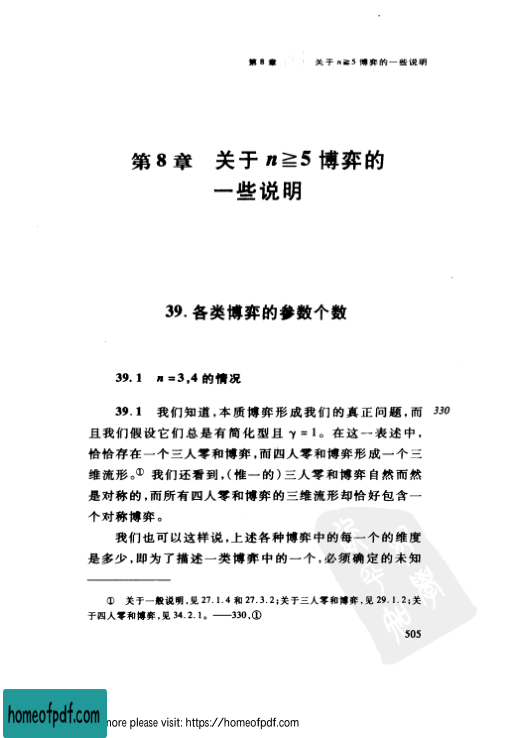 第 8 章 关于 n≧5 博弈的一些说明
第 8 章 关于 n≧5 博弈的
一些说明
39. 各类博弈的参数个数
39.1 n=3,4 的情况
39.1 我们知道,本质博弈形成我们的真正问题,而 330
且我们假设它们总是有简化型且 γ=1。在这一表述中,
恰恰存在一个三人零和博弈,而四人零和博弈形成一个三
维流形。① 我们还看到,(惟一的)三人零和博弈自然而然
是对称的,而所有四人零和博弈的三维流形却恰好包含一
个对称博弈。
我们也可以这样说,上述各种博弈中的每一个的维度
是多少,即为了描述一类博弈中的一个,必须确定的未知
① 关于一般说明,见 27.1.4 和 27.3.2;关于三人零和博弈,见 29.1.2;关
于四人零和博弈,见 34.2.1。——330,①
505
homeofpdf.com
more please visit: https://homeofpdf.com